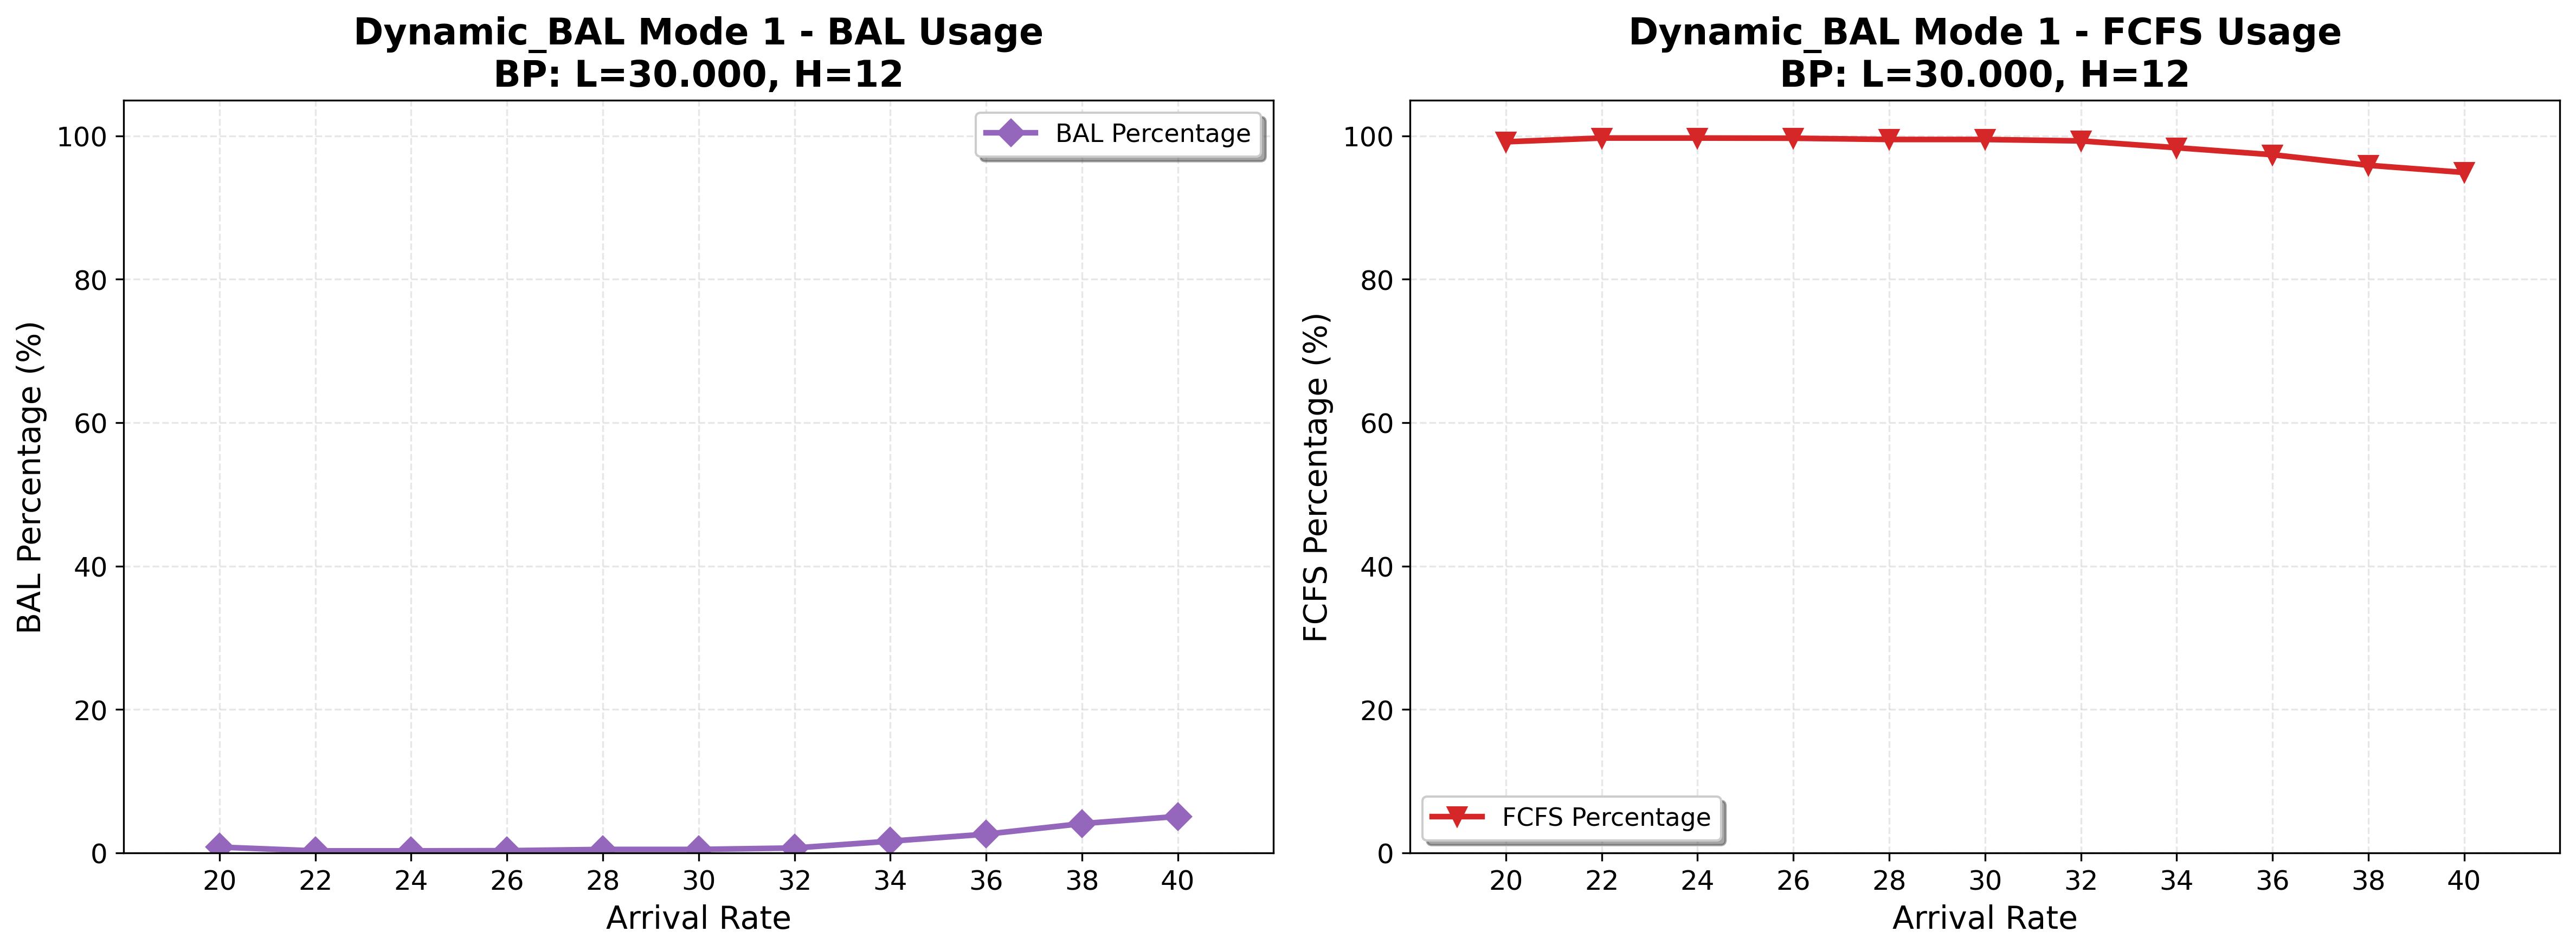 Dynamic_BAL Mode 1 - BAL Usage
BP: L=30.000, H=12
BAL Percentage (%)
100
80
60
40
20
0
BAL Percentage
20 22 24 26 28 30 32 34 36 38 40
Arrival Rate
Dynamic_BAL Mode 1 - FCFS Usage
BP: L=30.000, H=12
FCFS Percentage (%)
100
80
60
40
20
0
FCFS Percentage
20 22 24 26 28 30 32 34 36 38 40
Arrival Rate